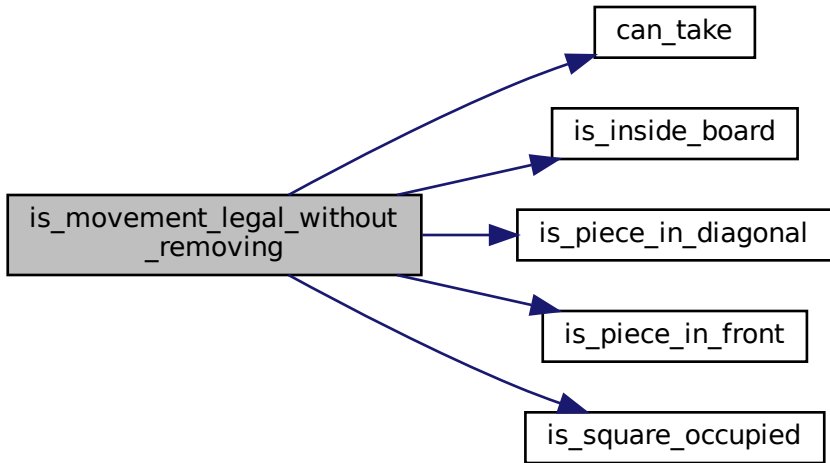 can_take
is_inside_board
is_movement_legal_without
_removing
is_piece_in_diagonal
is_piece_in_front
is_square_occupied